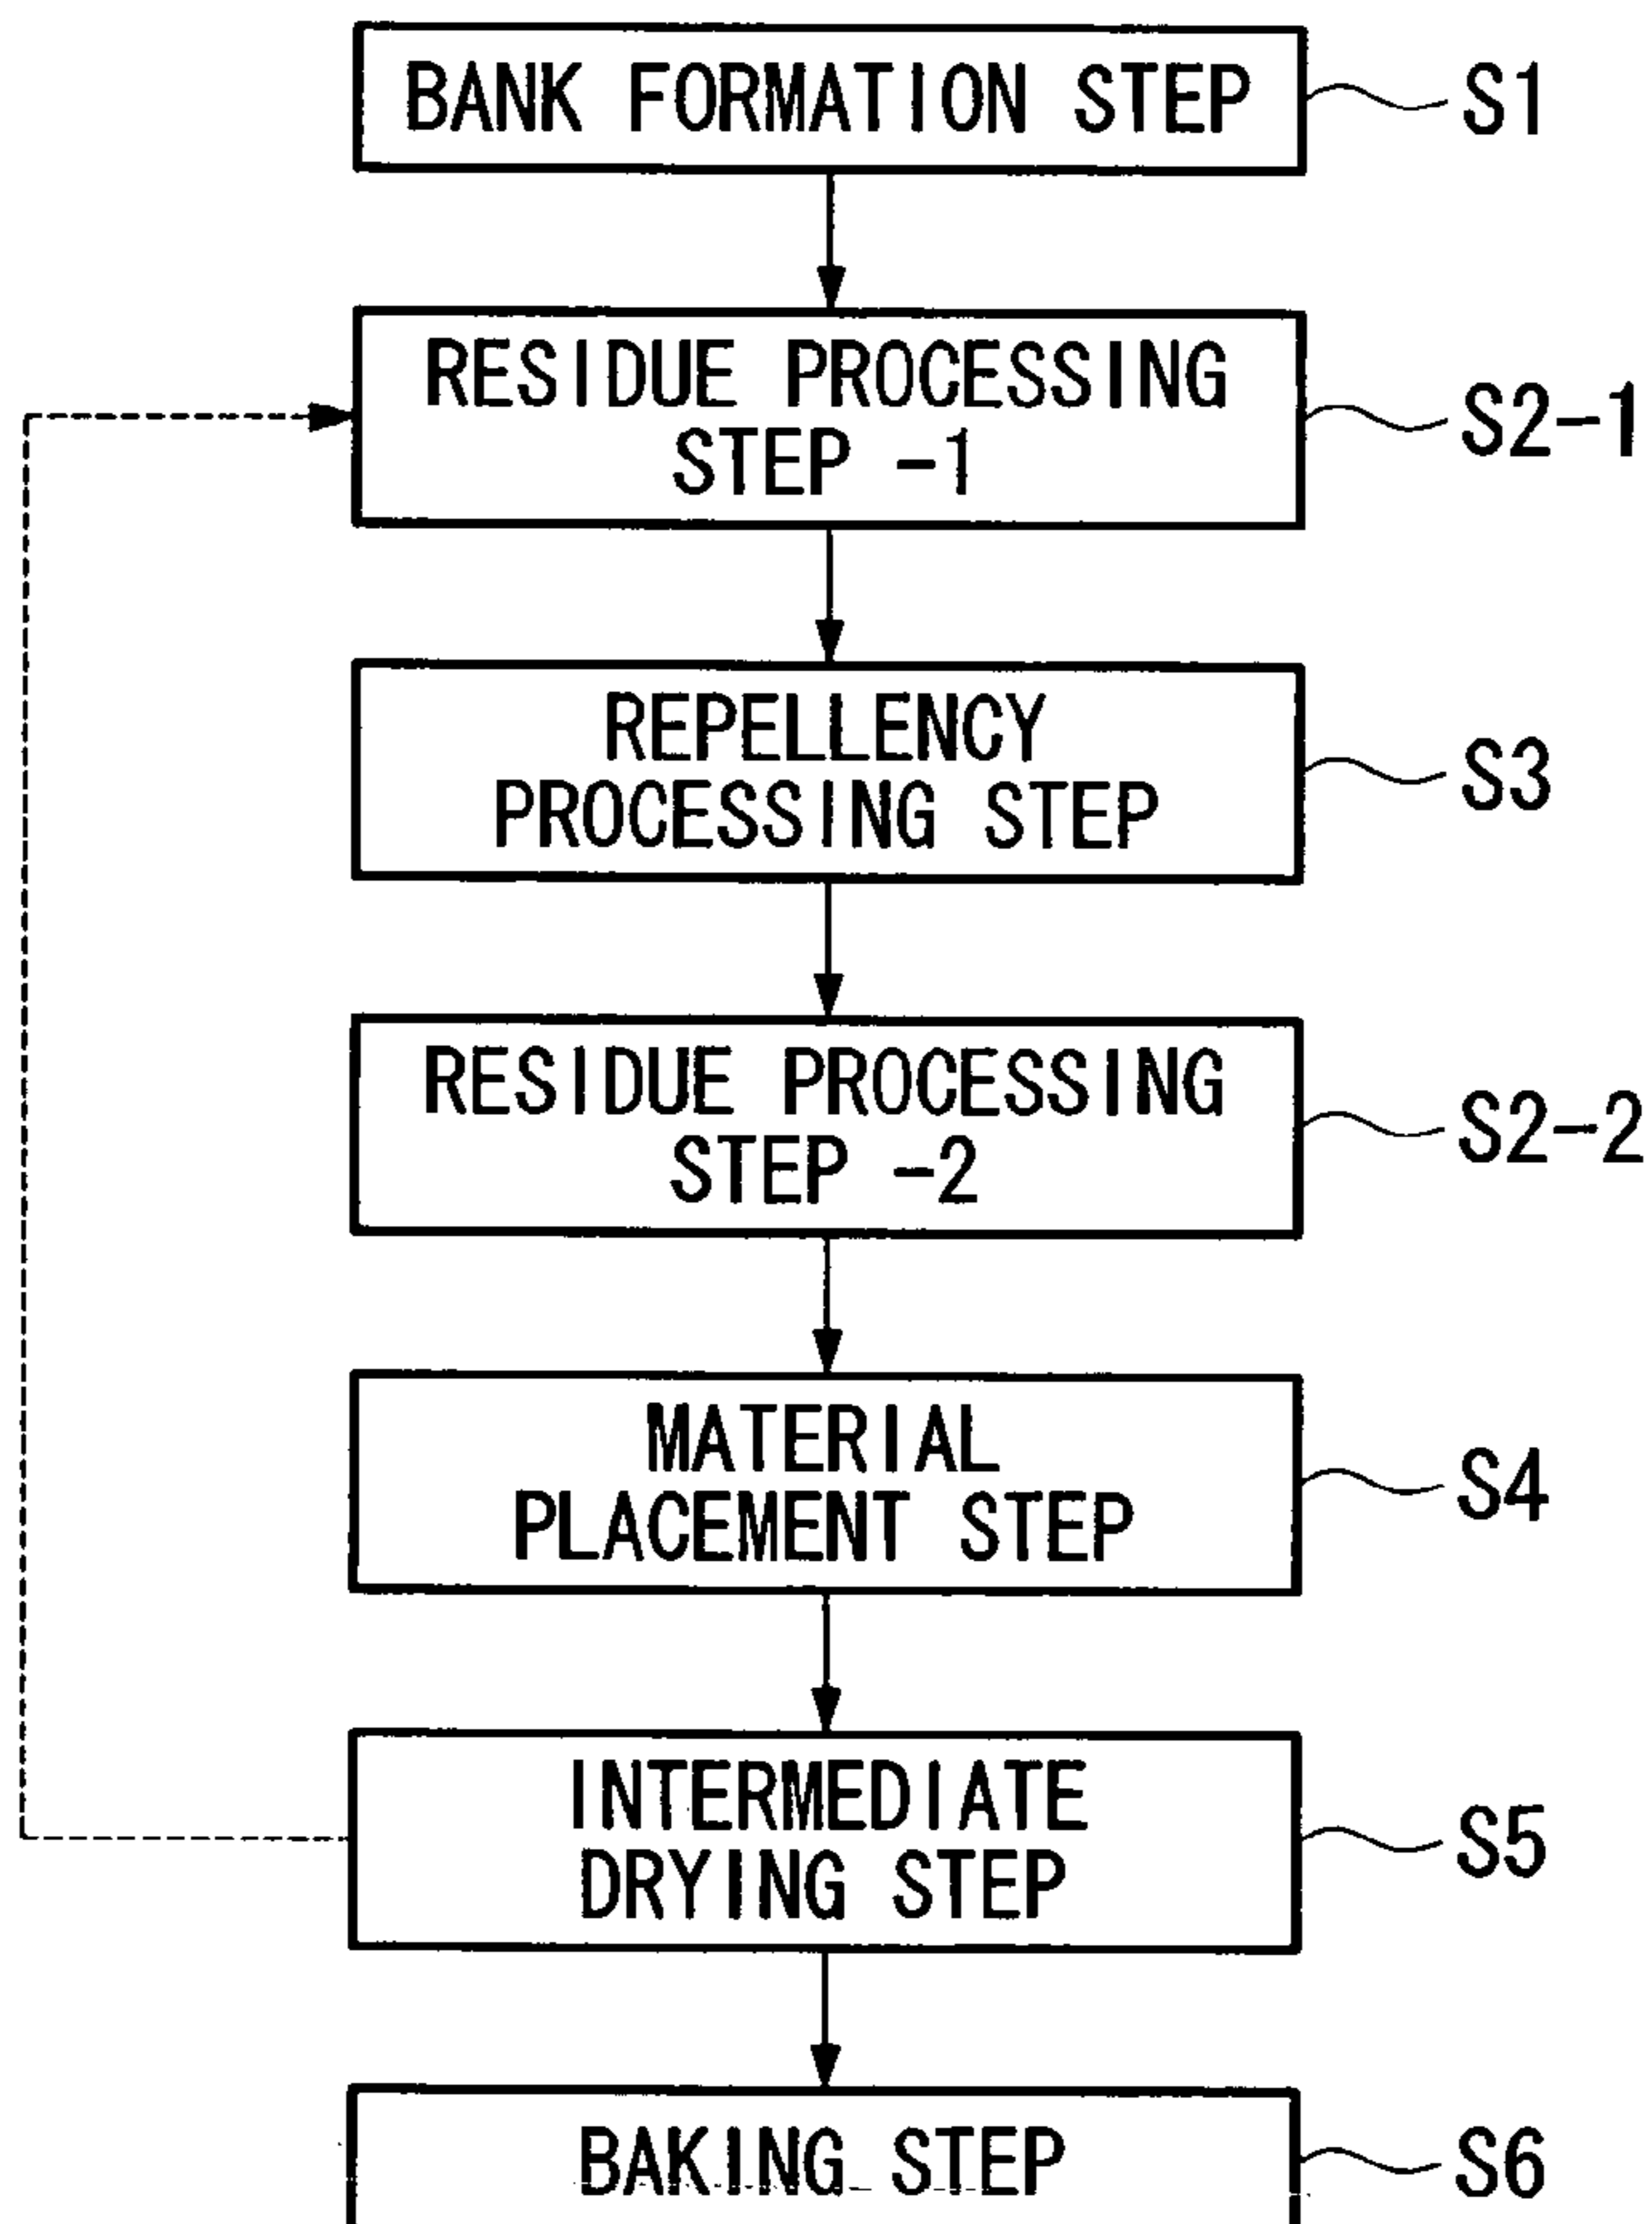 BANK FORMATION STEP
S1
RESIDUE PROCESSING
STEP -1
S2-1
REPELLENCY
PROCESSING STEP
S3
RESIDUE PROCESSING
STEP -2
S2-2
MATERIAL
PLACEMENT STEP
S4
INTERMEDIATE
DRYING STEP
S5
BAKING STEP
S6